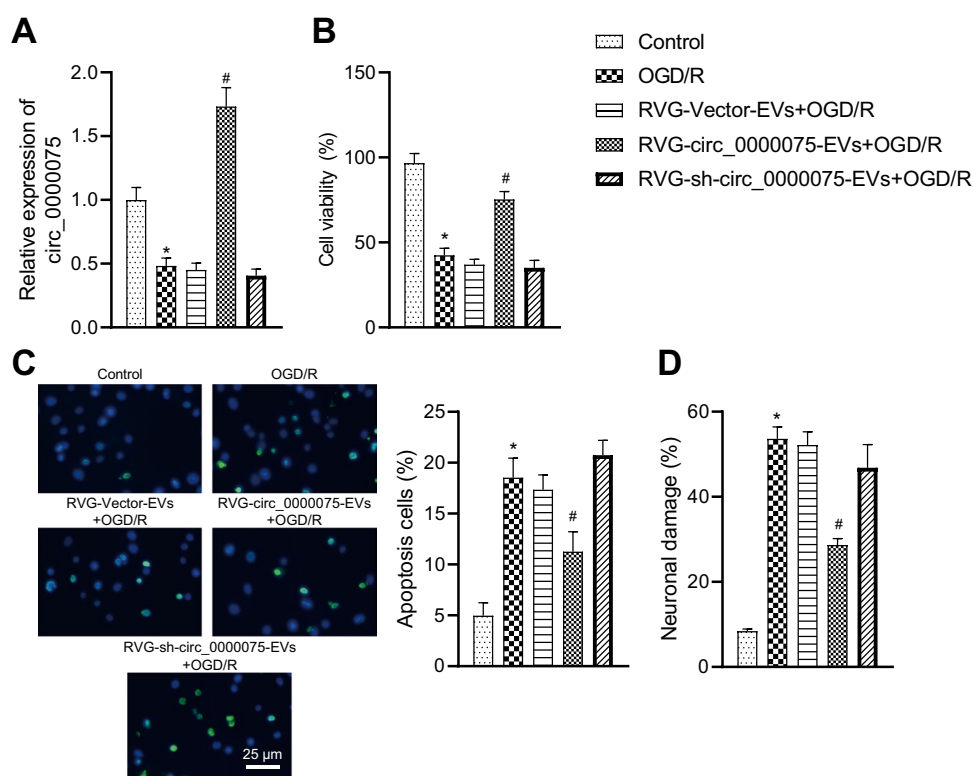 A
Relative expression of
circ_0000075
2.0
1.5
1.0
0.5
0.0
*
#
B
Cell viability (%)
150
100
50
0
*
#
Control
OGD/R
RVG-Vector-EVs+OGD/R
RVG-circ_0000075-EVs+OGD/R
RVG-sh-circ_0000075-EVs+OGD/R
C
Control
OGD/R
RVG-Vector-EVs
+OGD/R
RVG-circ_0000075-EVs
+OGD/R
RVG-sh-circ_0000075-EVs
+OGD/R
25 μm
Apoptosis cells (%)
25
20
15
10
5
0
*
#
D
Neuronal damage (%)
60
40
20
0
*
#